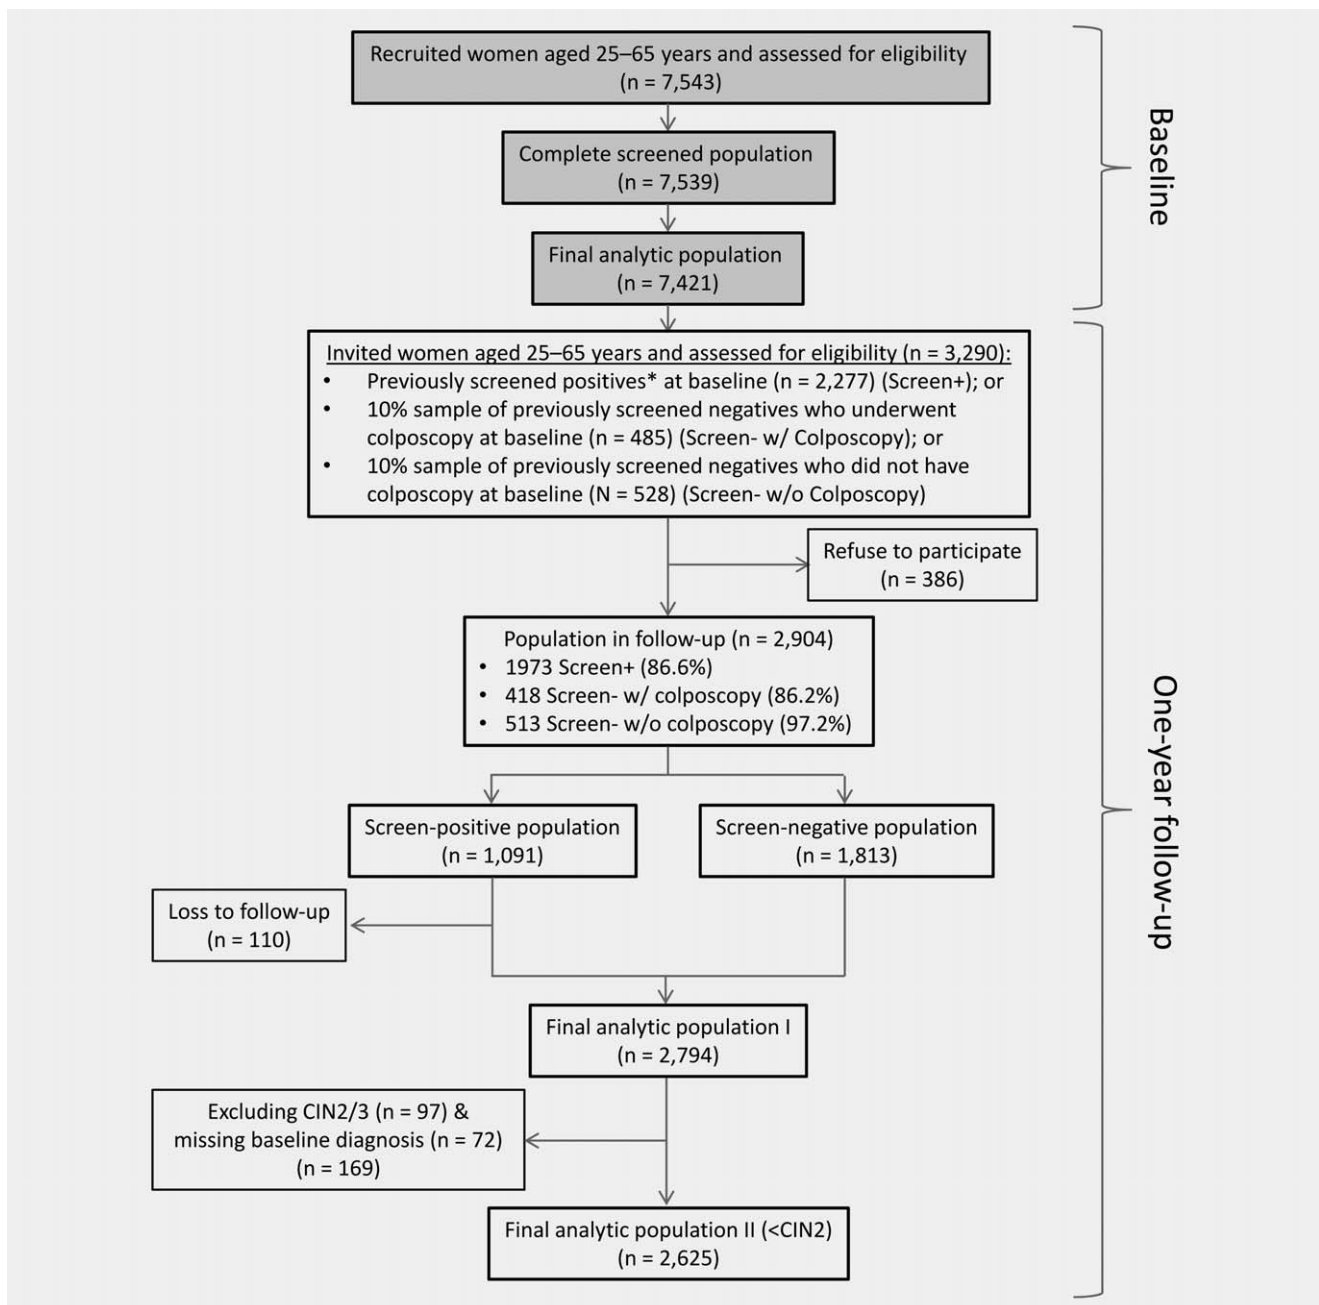 Recruited women aged 25–65 years and assessed for eligibility
(n = 7,543)
Complete screened population
(n = 7,539)
Final analytic population
(n = 7,421)
Baseline
Invited women aged 25–65 years and assessed for eligibility (n = 3,290):
• Previously screened positives* at baseline (n = 2,277) (Screen+); or
• 10% sample of previously screened negatives who underwent
colposcopy at baseline (n = 485) (Screen- w/ Colposcopy); or
• 10% sample of previously screened negatives who did not have
colposcopy at baseline (N = 528) (Screen- w/o Colposcopy)
Refuse to participate
(n = 386)
Population in follow-up (n = 2,904)
• 1973 Screen+ (86.6%)
• 418 Screen- w/ colposcopy (86.2%)
• 513 Screen- w/o colposcopy (97.2%)
One-year follow-up
Screen-positive population
(n = 1,091)
Screen-negative population
(n = 1,813)
Loss to follow-up
(n = 110)
Final analytic population I
(n = 2,794)
Excluding CIN2/3 (n = 97) &
missing baseline diagnosis (n = 72)
(n = 169)
Final analytic population II (<CIN2)
(n = 2,625)